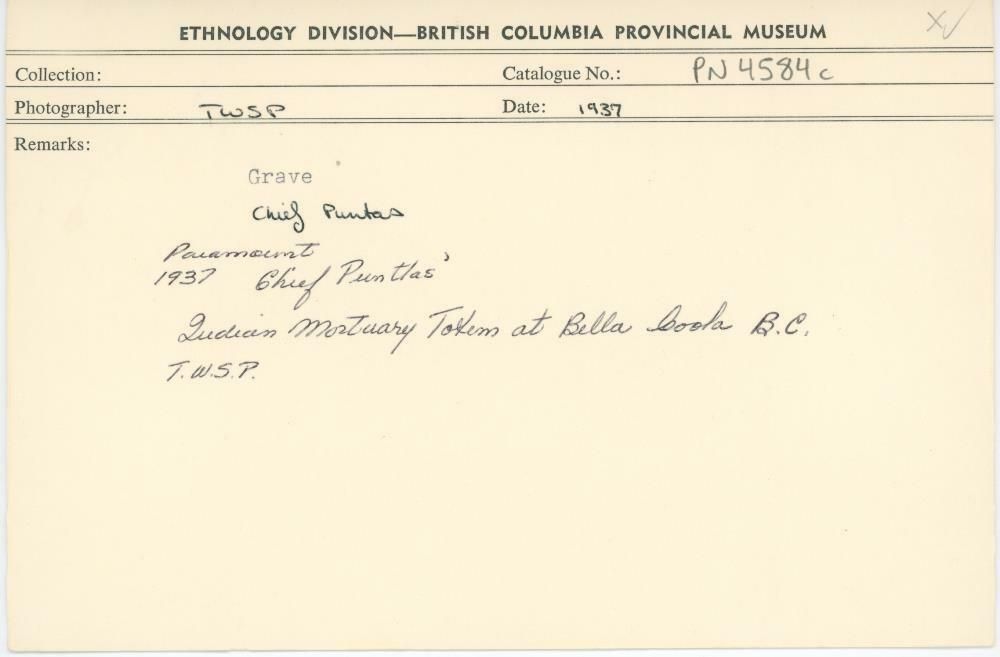 ETHNOLOGY DIVISION—BRITISH COLUMBIA PROVINCIAL MUSEUM
Collection: Catalogue No.: PN 4584c
Photographer: TWSP Date: 1937
Remarks:
Grave
Chief Puntas
Paramount
1937 Chief Puntlas'
Indian Mortuary Totem at Bella Coola B.C.
T.W.S.P.